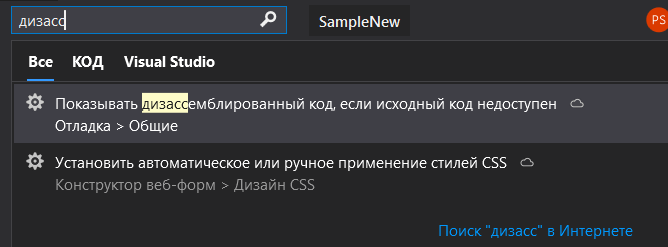 дизасс
SampleNew
PS
Все КОД Visual Studio
Показывать дизассемблированный код, если исходный код недоступен
Отладка > Общие
Установить автоматическое или ручное применение стилей CSS
Конструктор веб-форм > Дизайн CSS
Поиск "дизасс" в Интернете